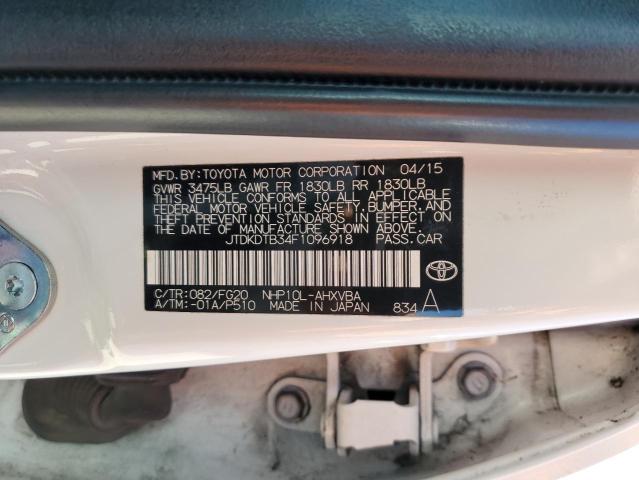 MFD.BY:TOYOTA MOTOR CORPORATION 04/15
GVWR 3475LB GAWR FR 1830LB RR 1830LB
THIS VEHICLE CONFORMS TO ALL APPLICABLE
FEDERAL MOTOR VEHICLE SAFETY,BUMPER,AND
THEFT PREVENTION STANDARDS IN EFFECT ON
THE DATE OF MANUFACTURE SHOWN ABOVE.
JTDKDTB34F1096918 PASS.CAR
C/TR:082/FG20 NHP10L-AHXVBA
A/TM:-01A/P510 MADE IN JAPAN 834 A
TOYOTA